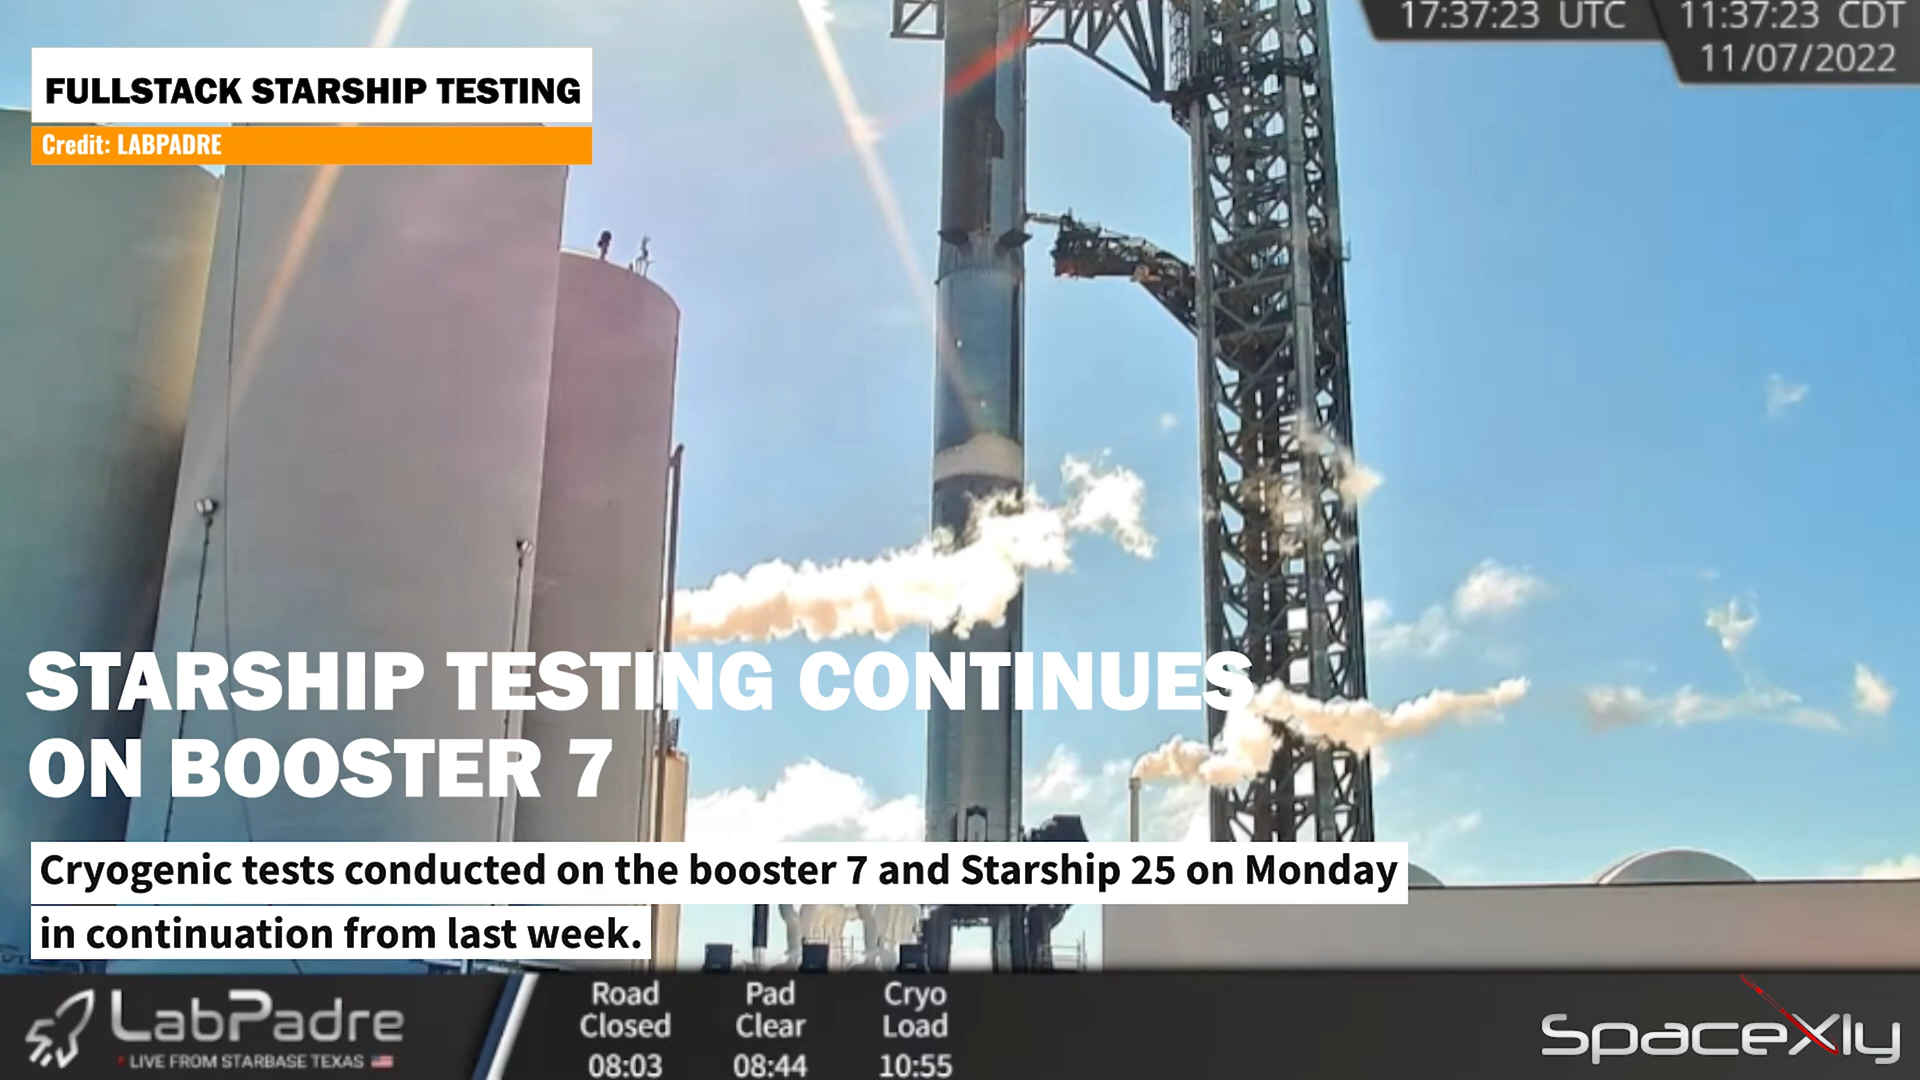 17:37:23 UTC
11:37:23 CDT
11/07/2022
FULLSTACK STARSHIP TESTING
Credit: LABPADRE
STARSHIP TESTING CONTINUES
ON BOOSTER 7
Cryogenic tests conducted on the booster 7 and Starship 25 on Monday
in continuation from last week.
LabPadre
LIVE FROM STARBASE TEXAS
Road
Closed
08:03
Pad
Clear
08:44
Cryo
Load
10:55
SpaceXly